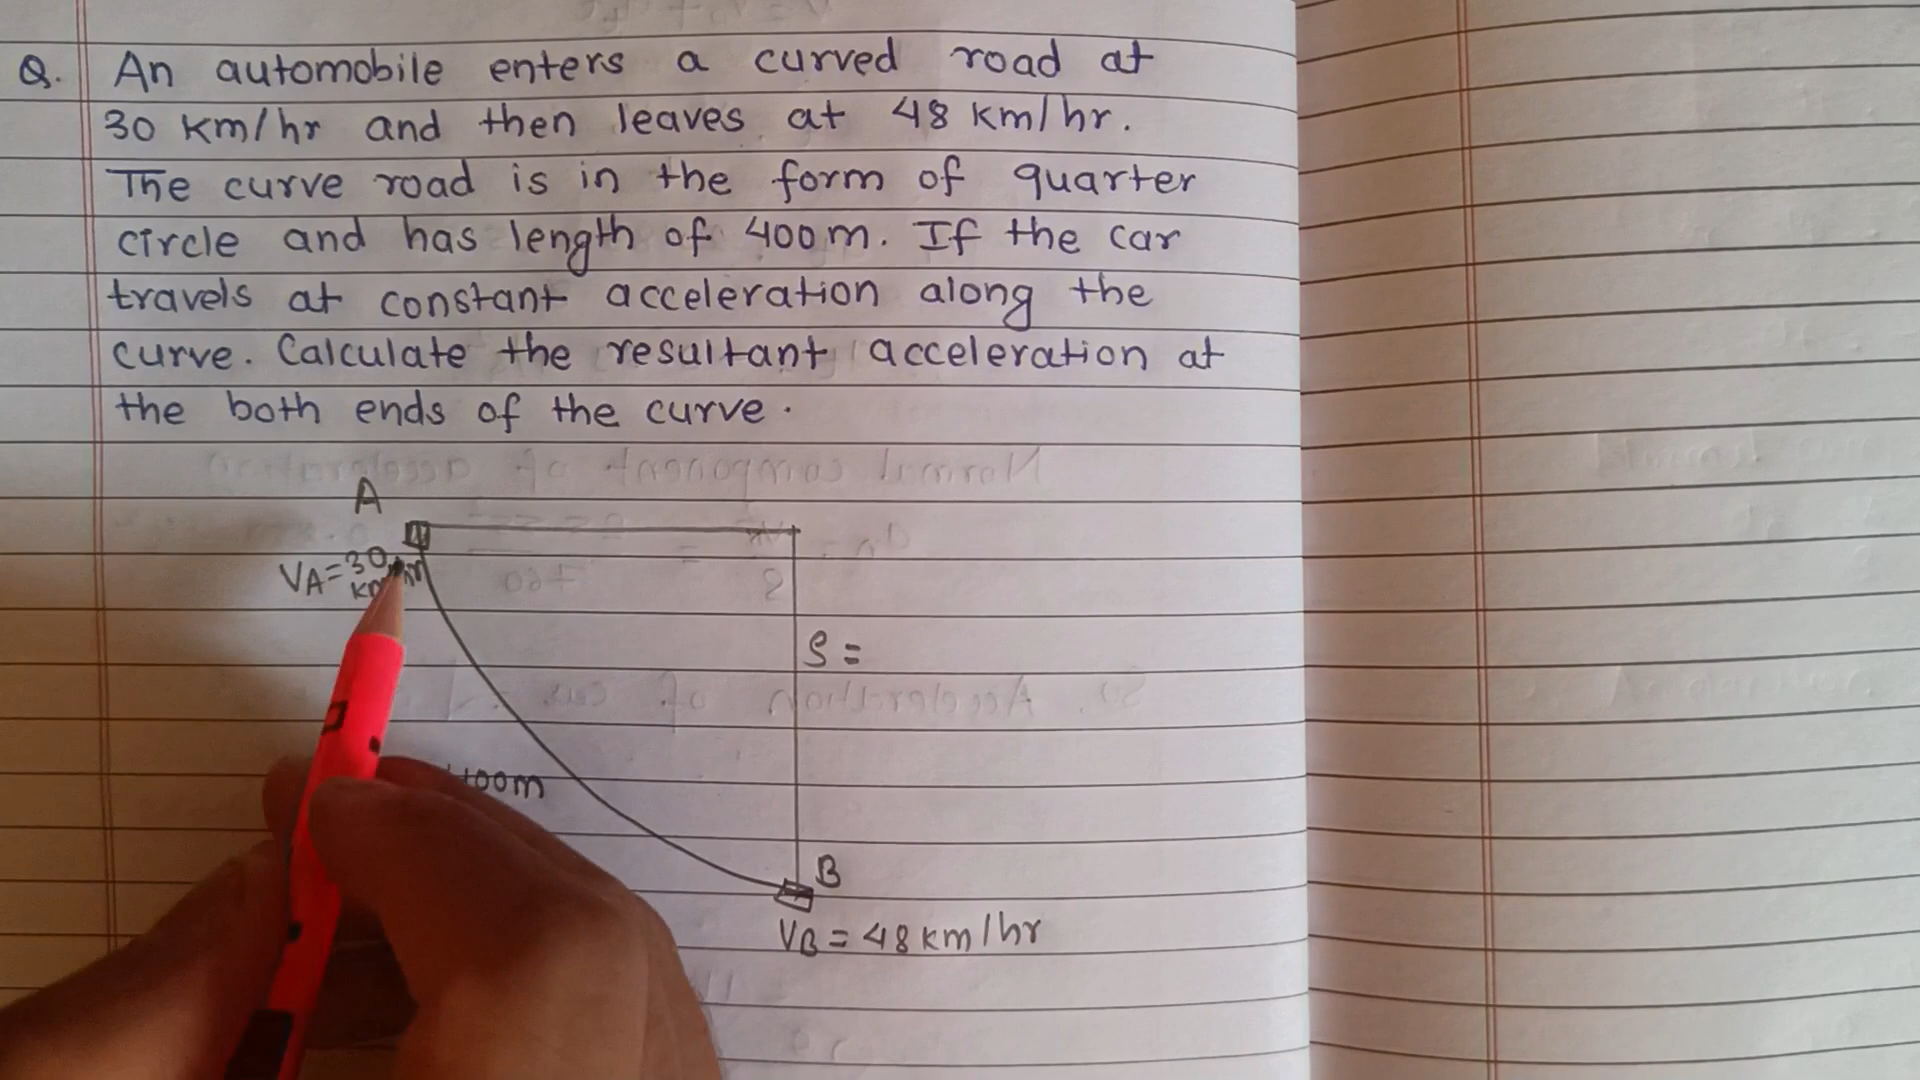 Q. An automobile enters a curved road at
30 km/hr and then leaves at 48 km/hr.
The curve road is in the form of quarter
circle and has length of 400m. If the car
travels at constant acceleration along the
curve. Calculate the resultant acceleration at
the both ends of the curve.
A
VA=30
km/hr
S =
400m
B
VB = 48 km/hr